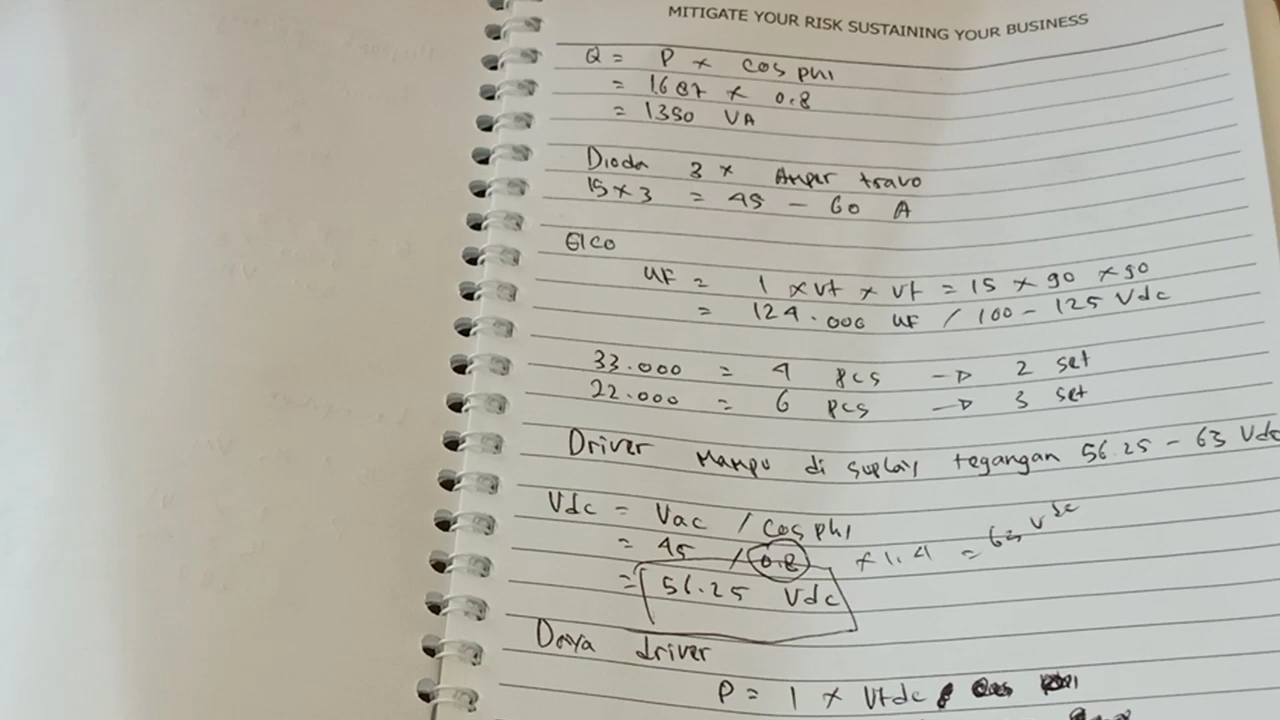 MITIGATE YOUR RISK SUSTAINING YOUR BUSINESS
Q = P x cos phi
= 1687 x 0.8
= 1350 VA
Dioda 3 x Amper travo
15 x 3 = 45 - 60 A
Elco
UF = 1 x vt x vt = 15 x 90 x 90
= 124.000 UF / 100 - 125 Vdc
33.000 = 4 pcs -> 2 set
22.000 = 6 pcs -> 3 set
Driver Mampu di suplay tegangan 56.25 - 63 Vdc
Vdc = Vac / cos phi
= 45 / 0.8 x 1.4 = 63 Vdc
= 56.25 Vdc
Daya driver
P = 1 x Vtdc